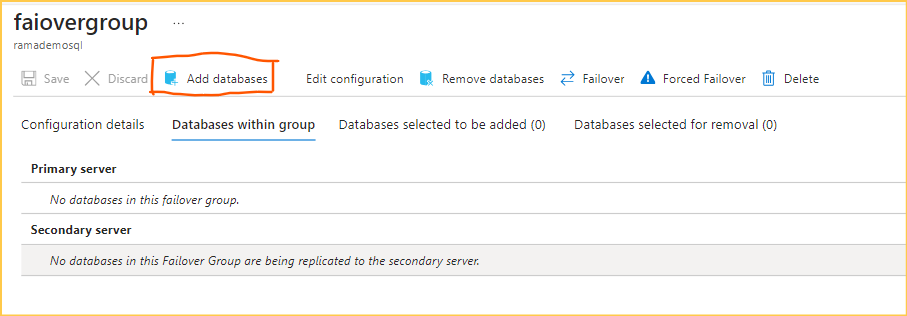 faiovergroup ...
ramademosql
Save Discard Add databases Edit configuration Remove databases Failover Forced Failover Delete
Configuration details Databases within group Databases selected to be added (0) Databases selected for removal (0)
Primary server
No databases in this failover group.
Secondary server
No databases in this Failover Group are being replicated to the secondary server.